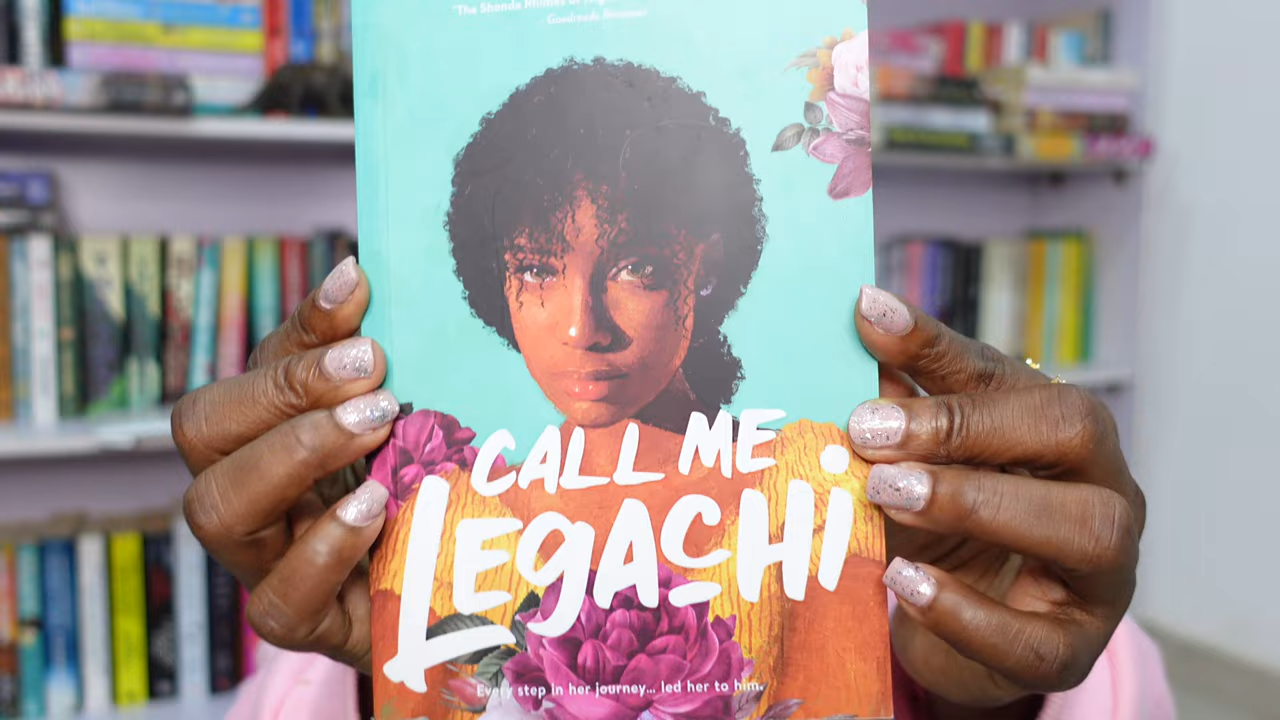 "The Shonda Rhimes of
Goodreads Reviewer
CALL ME
LEgACHi
Every step in her journey... led her to him.